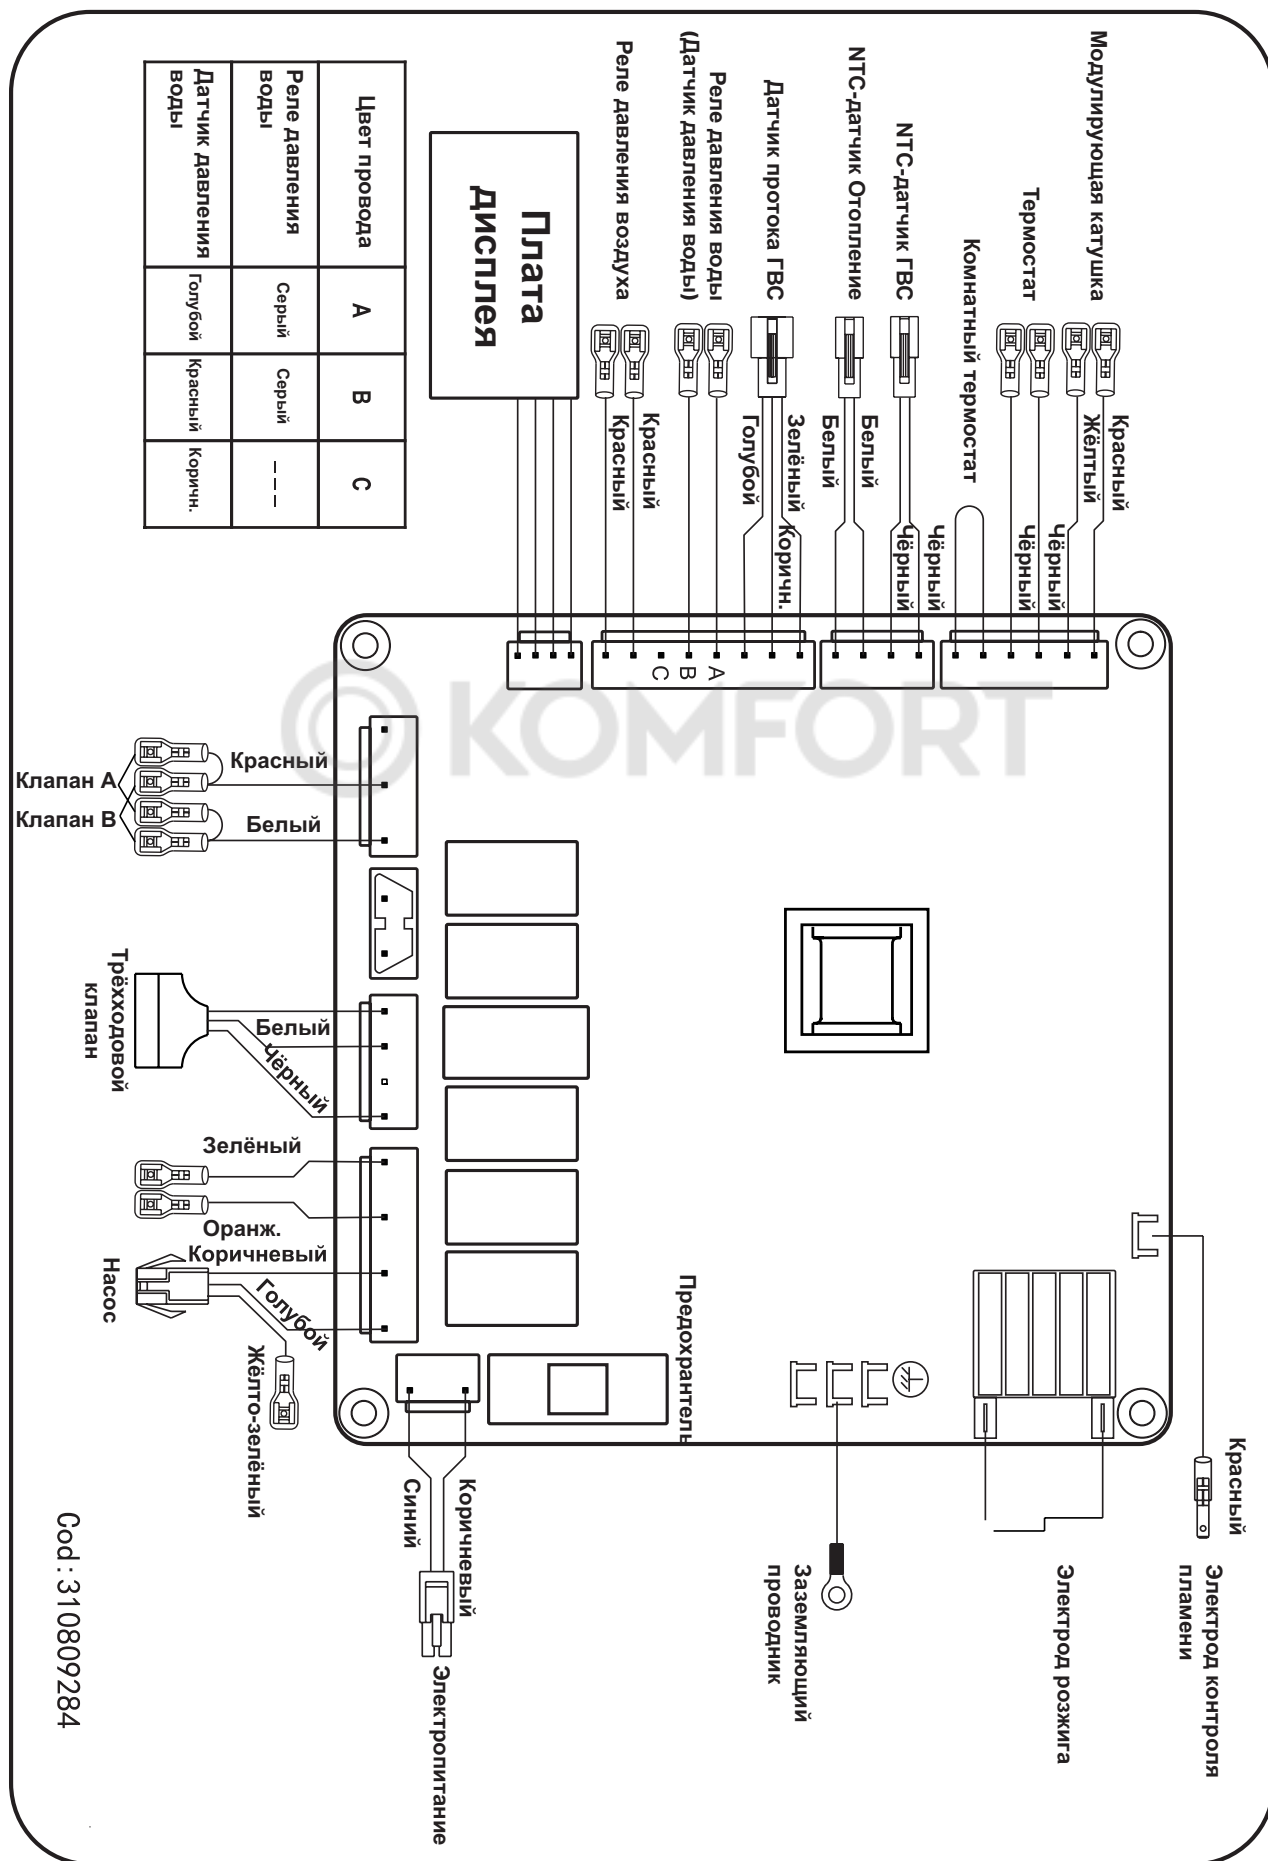 Модулирующая катушка
Красный
Жёлтый
Термостат
Чёрный
Чёрный
Комнатный термостат
NTC-датчик ГВС
Чёрный
Чёрный
NTC-датчик Отопление
Белый
Белый
Датчик протока ГВС
Зелёный
Коричн.
Голубой
Реле давления воды
(Датчик давления воды)
Реле давления воздуха
Красный
Красный
Плата
дисплея
Цвет провода
A
B
C
Реле давления
воды
Серый
Серый
---
Датчик давления
воды
Голубой
Красный
Коричн.
A
B
C
KOMFORT
Клапан A
Клапан B
Красный
Белый
Трёхходовой
клапан
Белый
Чёрный
Зелёный
Оранж.
Коричневый
Голубой
Насос
Жёлто-зелёный
Предохрантель
Коричневый
Синий
Электропитание
Заземляющий
проводник
Электрод розжига
Красный
Электрод контроля
пламени
Cod: 310809284